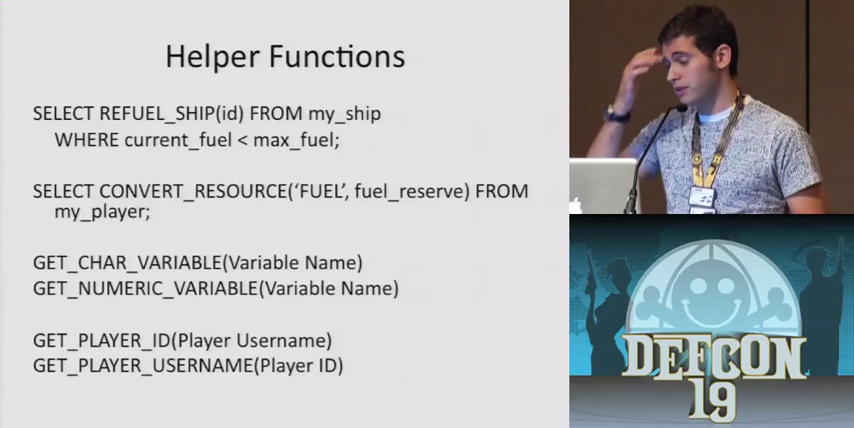 Helper Functions
SELECT REFUEL_SHIP(id) FROM my_ship
WHERE current_fuel < max_fuel;
SELECT CONVERT_RESOURCE(‘FUEL’, fuel_reserve) FROM
my_player;
GET_CHAR_VARIABLE(Variable Name)
GET_NUMERIC_VARIABLE(Variable Name)
GET_PLAYER_ID(Player Username)
GET_PLAYER_USERNAME(Player ID)
DEFCON
19